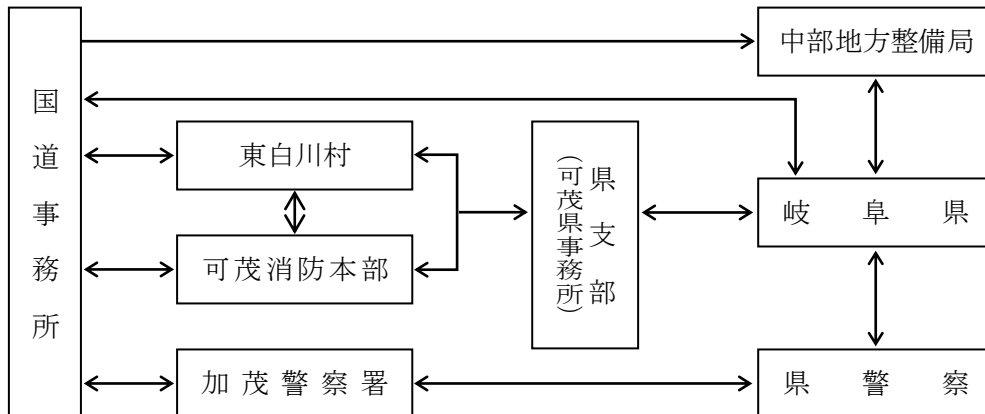 国道事務所
中部地方整備局
東白川村
県支部
(可茂県事務所)
岐阜県
可茂消防本部
加茂警察署
県警察